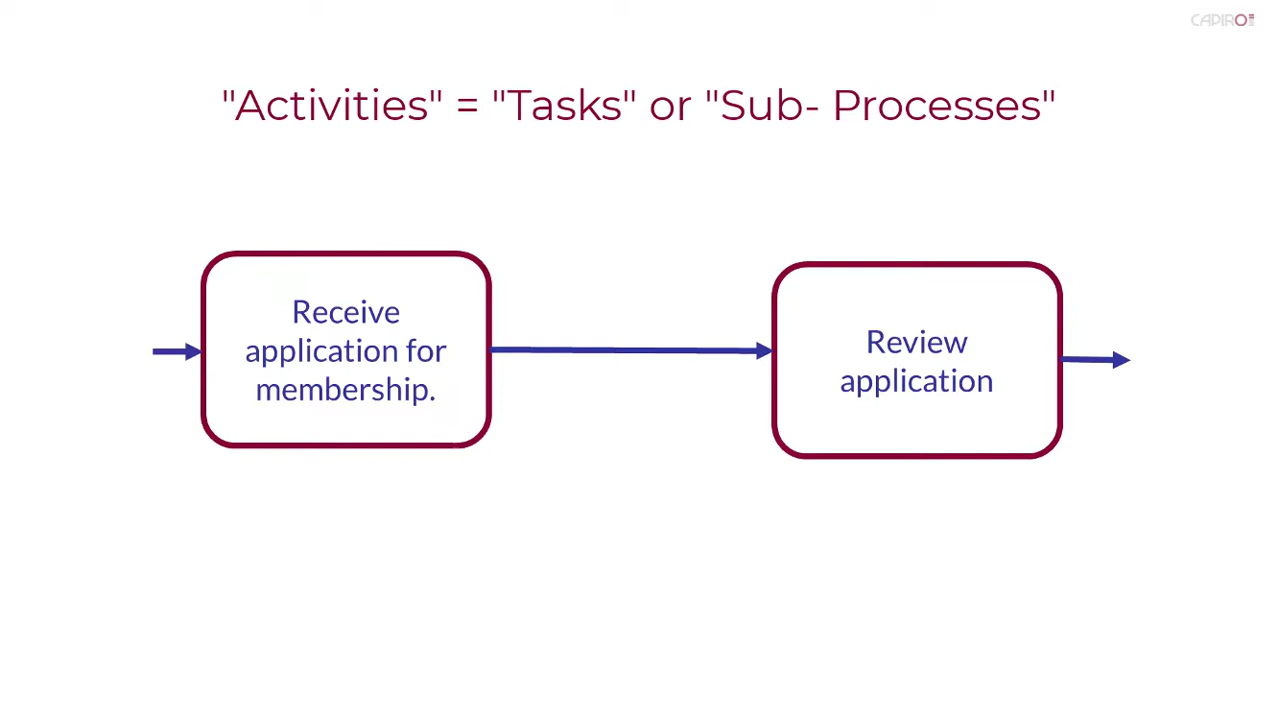 CAPIRO
"Activities" = "Tasks" or "Sub- Processes"
Receive
application for
membership.
Review
application